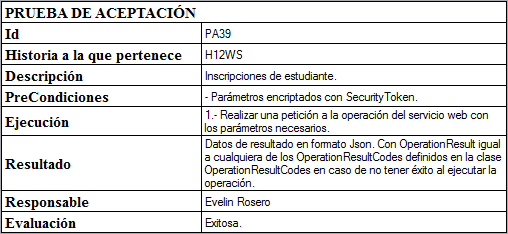 PRUEBA DE ACEPTACIÓN
Id PA39
Historia a la que pertenece H12WS
Descripción Inscripciones de estudiante.
PreCondiciones - Parámetros encriptados con SecurityToken.
Ejecución 1.- Realizar una petición a la operación del servicio web con
los parámetros necesarios.
Resultado Datos de resultado en formato Json. Con OperationResult igual
a cualquiera de los OperationResultCodes definidos en la clase
OperationResultCodes en caso de no tener éxito al ejecutar la
operación.
Responsable Evelin Rosero
Evaluación Exitosa.